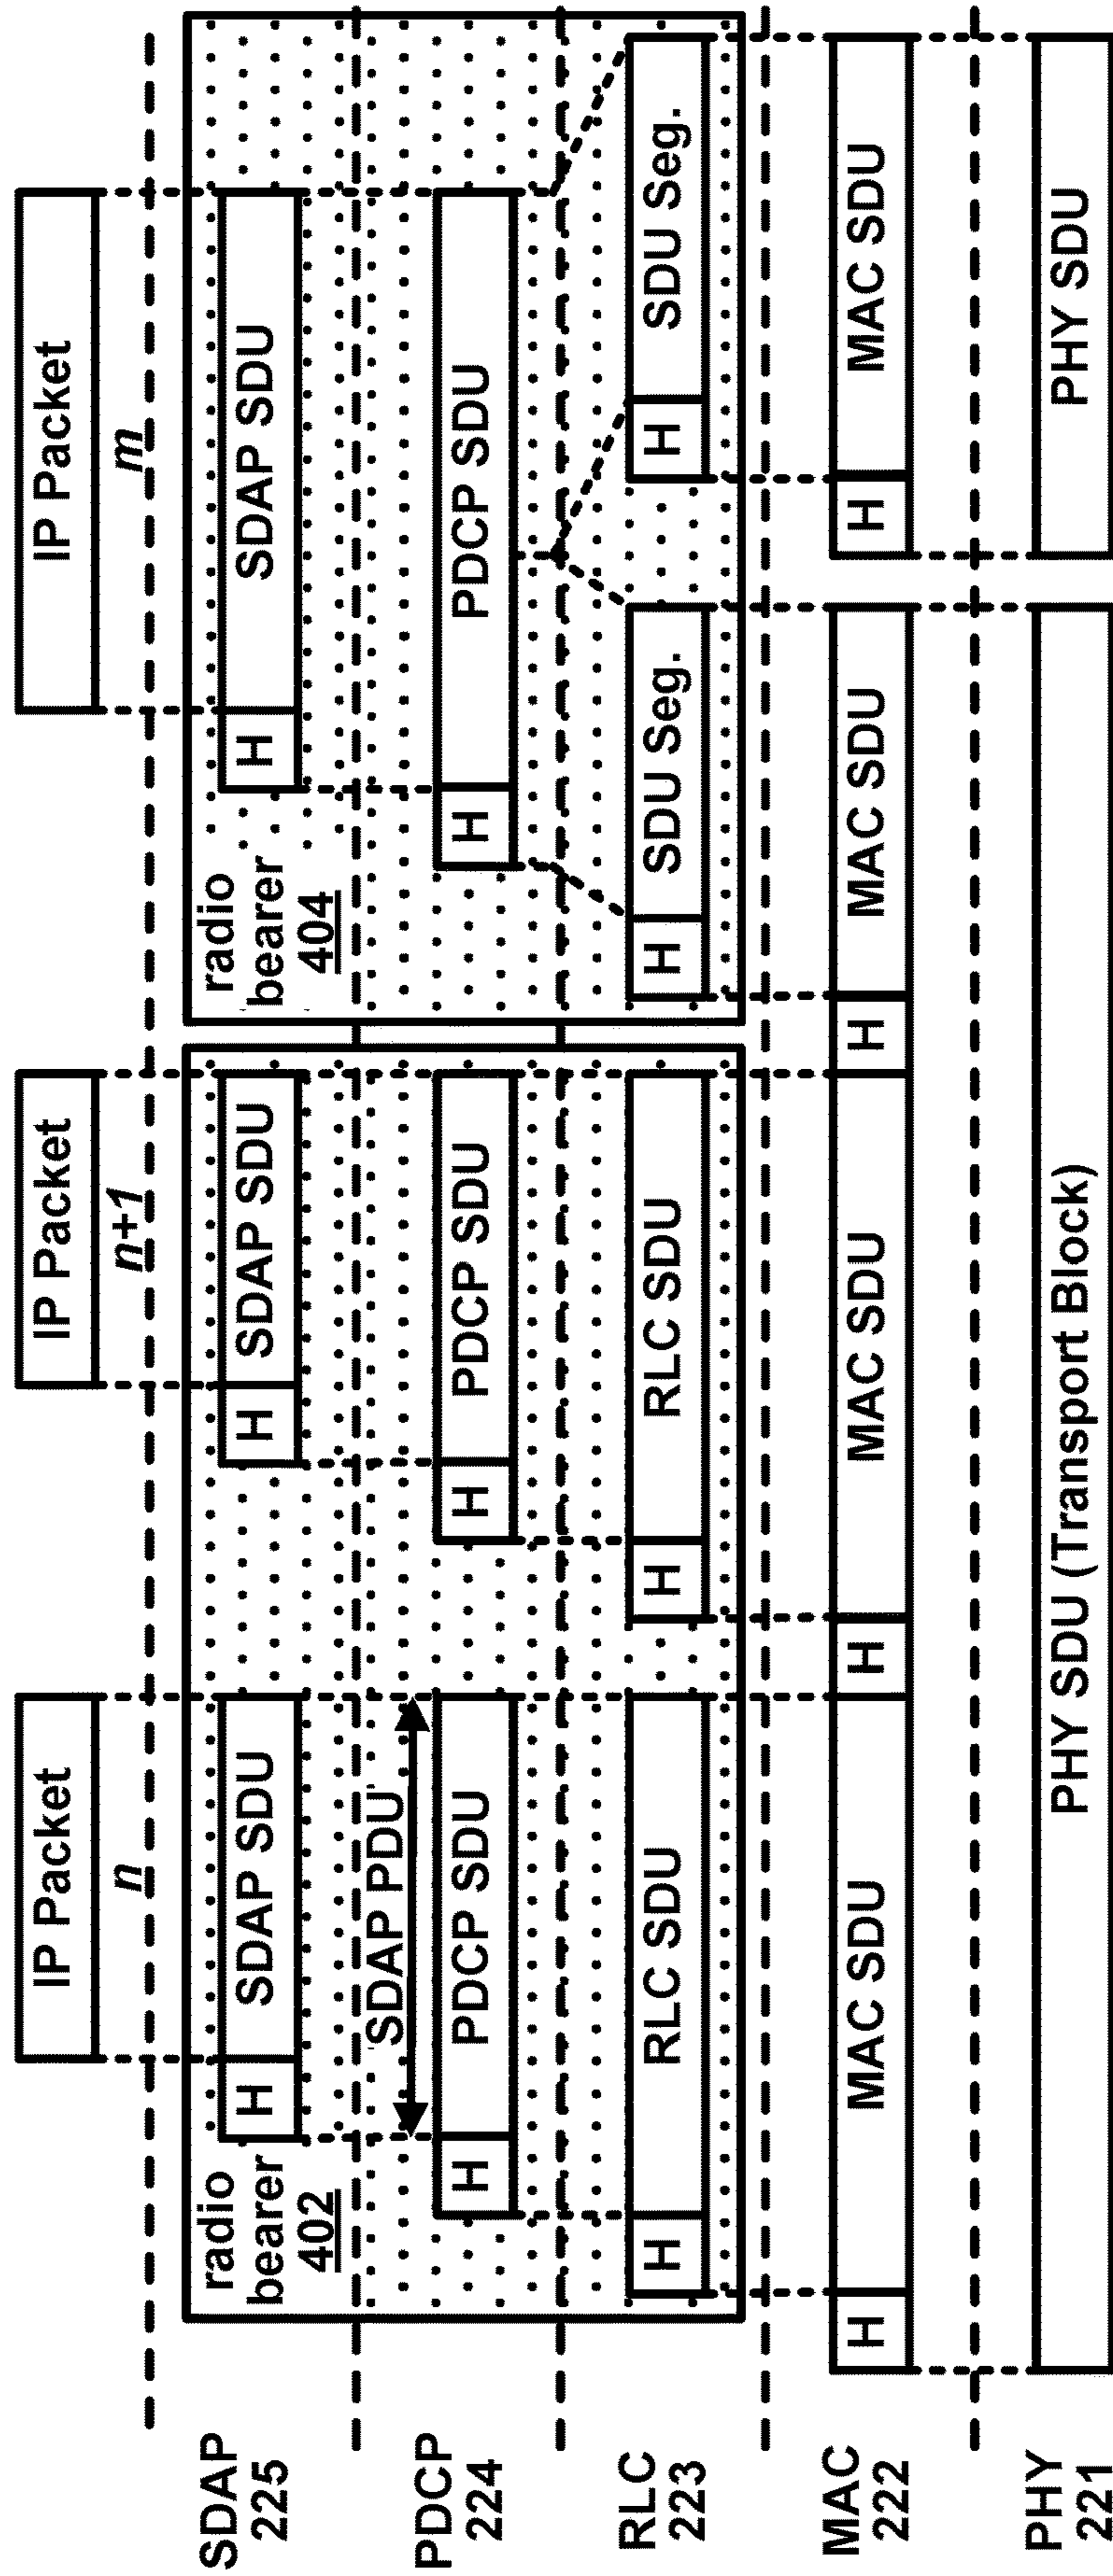 IP Packet
IP Packet
IP Packet
n
n+1
m
SDAP
225
radio
bearer
402
H
SDAP SDU
H
SDAP SDU
radio
bearer
404
H
SDAP SDU
SDAP PDU
PDCP
224
H
PDCP SDU
H
PDCP SDU
H
PDCP SDU
RLC
223
H
RLC SDU
H
RLC SDU
H
SDU Seg.
H
SDU Seg.
MAC
222
H
MAC SDU
H
MAC SDU
H
MAC SDU
H
MAC SDU
PHY
221
PHY SDU (Transport Block)
PHY SDU